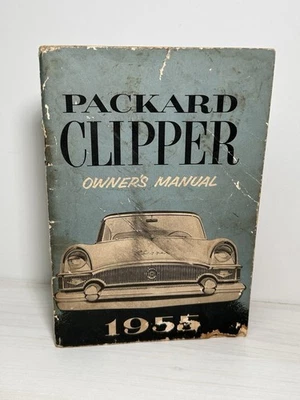 PACKARD
CLIPPER
OWNER'S MANUAL
1955